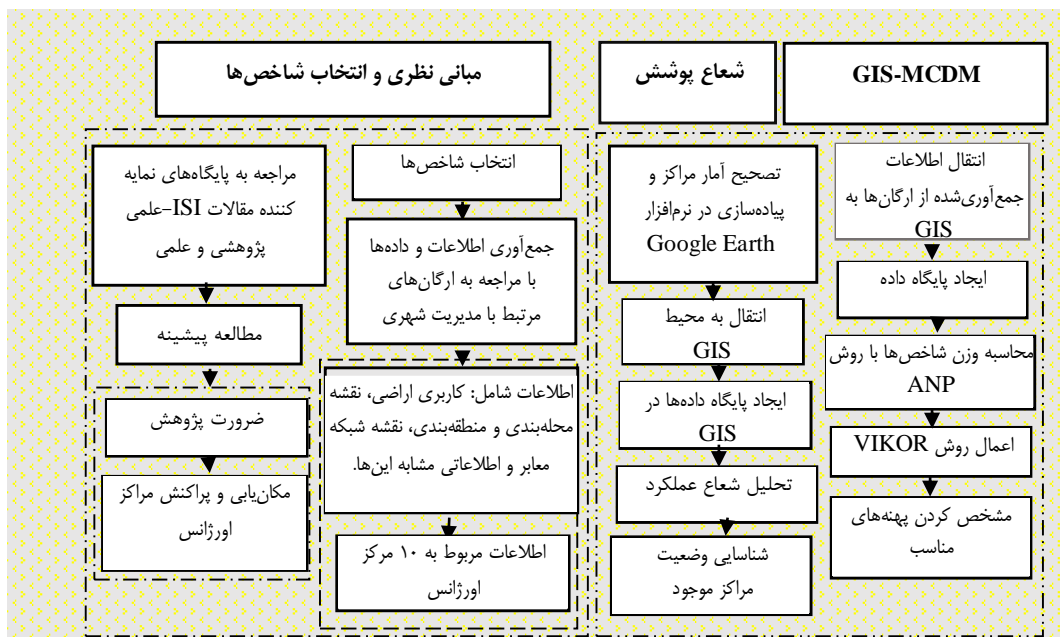 مبانی نظری و انتخاب شاخص‌ها
شعاع پوشش
GIS-MCDM
مراجعه به پایگاه‌های نمایه
کننده مقالات ISI-علمی
پژوهشی و علمی
مطالعه پیشینه
ضرورت پژوهش
مکان‌یابی و پراکنش مراکز
اورژانس
انتخاب شاخص‌ها
جمع‌آوری اطلاعات و داده‌ها
با مراجعه به ارگان‌های
مرتبط با مدیریت شهری
اطلاعات شامل: کاربری اراضی، نقشه
محله‌بندی و منطقه‌بندی، نقشه شبکه
معابر و اطلاعاتی مشابه این‌ها.
اطلاعات مربوط به ۱۰ مرکز
اورژانس
تصحیح آمار مراکز و
پیاده‌سازی در نرم‌افزار
Google Earth
انتقال به محیط
GIS
ایجاد پایگاه داده‌ها در
GIS
تحلیل شعاع عملکرد
شناسایی وضعیت
مراکز موجود
انتقال اطلاعات
جمع‌آوری‌شده از ارگان‌ها به
GIS
ایجاد پایگاه داده
محاسبه وزن شاخص‌ها با روش
ANP
اعمال روش VIKOR
مشخص کردن پهنه‌های
مناسب